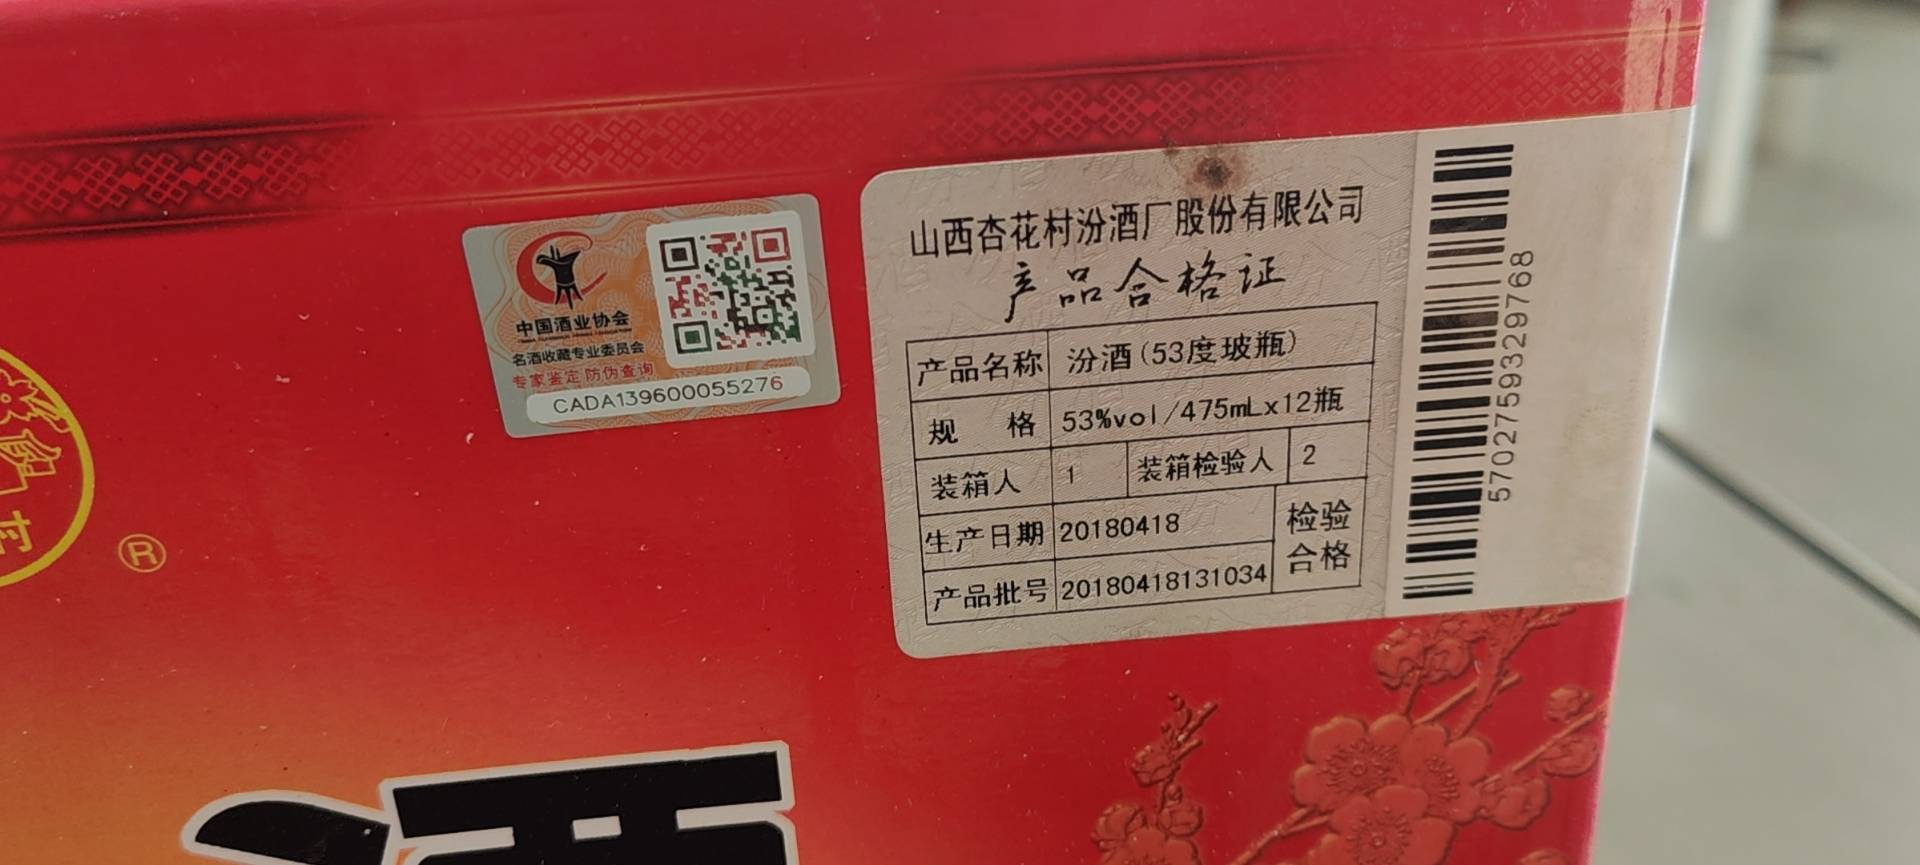 中国酒业协会
名酒收藏专业委员会
专家鉴定 防伪查询
CADA139600055276
山西杏花村汾酒厂股份有限公司
产品合格证
产品名称 汾酒(53度玻瓶)
规 格 53%vol/475mLx12瓶
装箱人 1 装箱检验人 2
生产日期 20180418 检验合格
产品批号 20180418131034
5702759329768
村
®
酒